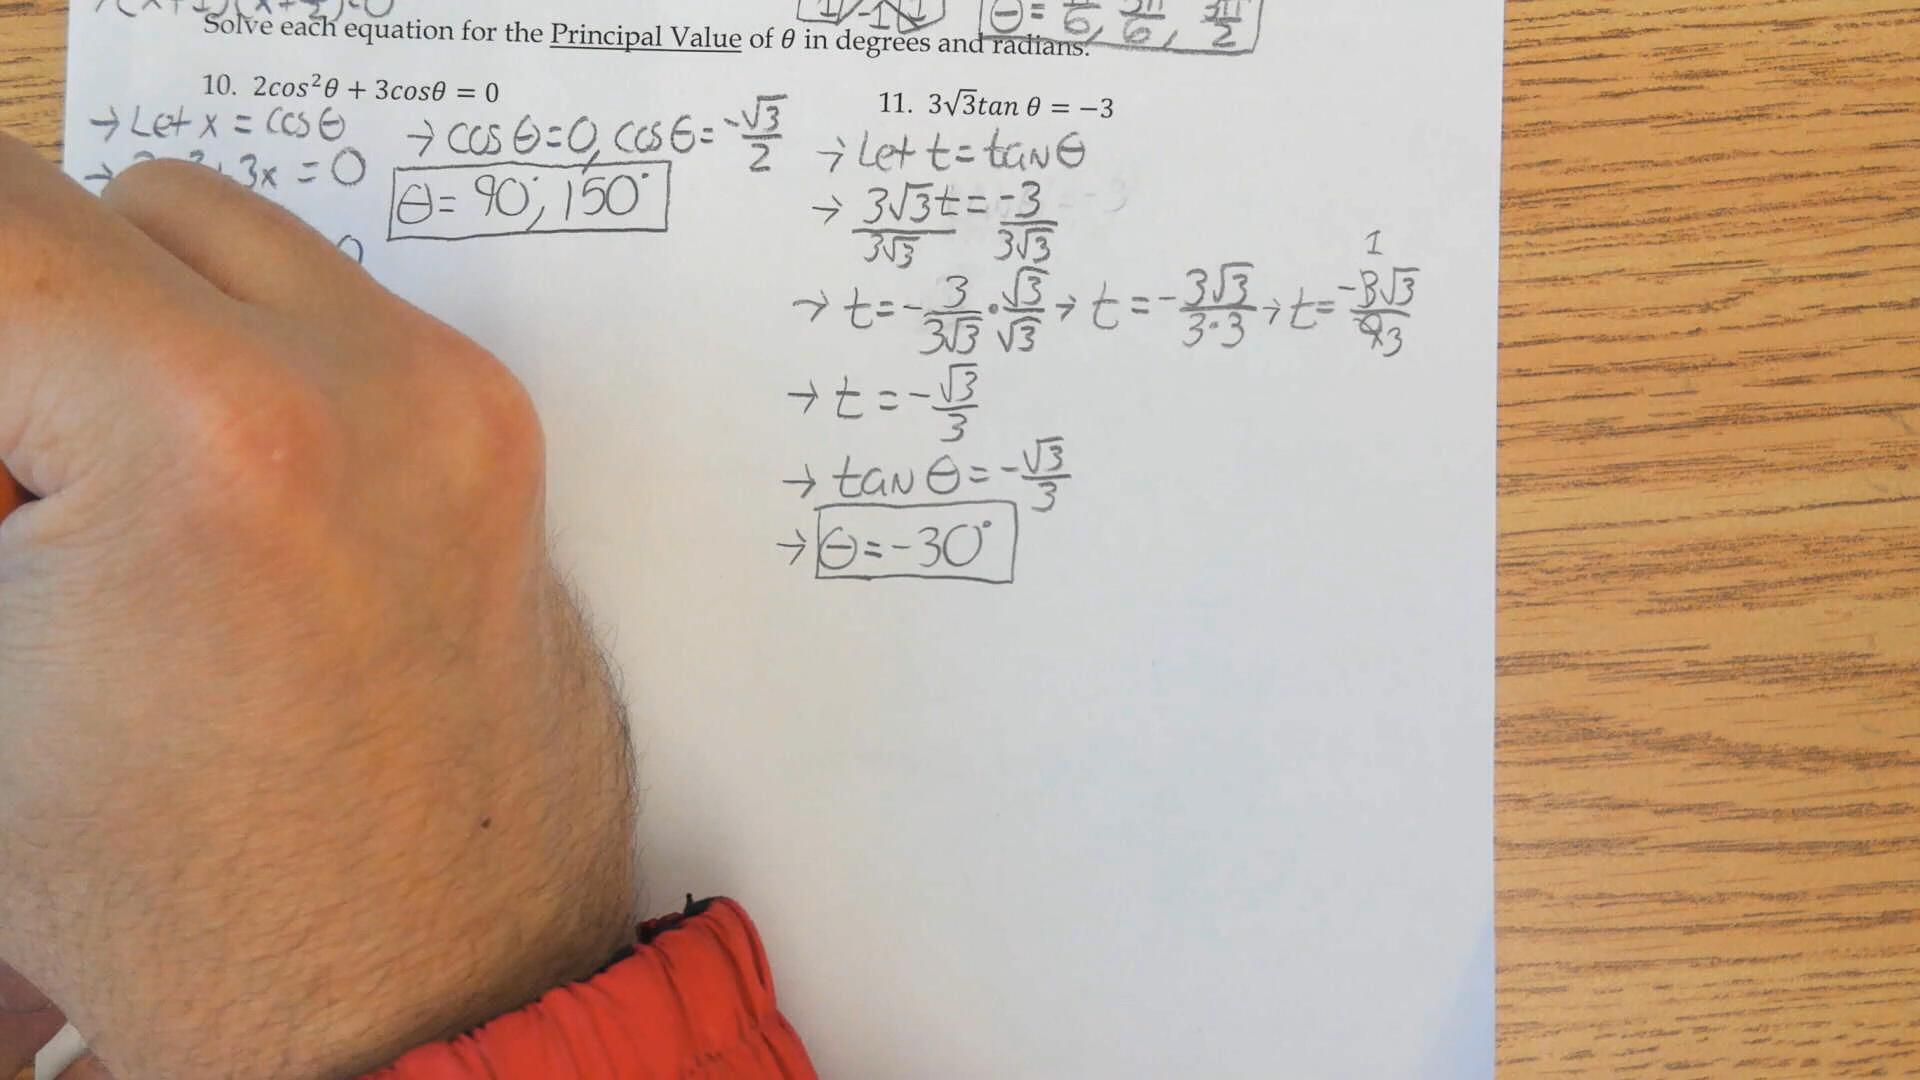 Solve each equation for the Principal Value of θ in degrees and radians.
10. 2cos²θ + 3cosθ = 0
→ Let x = cos θ
3x = 0
→ cos θ = 0, cos θ = -√3/2
θ = 90°, 150°
11. 3√3tan θ = −3
→ Let t = tan θ
→ 3√3t/3√3 = -3/3√3
→ t = -3/3√3 · √3/√3 → t = -3√3/3·3 → t = -3√3/9 1 3
→ t = -√3/3
→ tan θ = -√3/3
→ θ = -30°